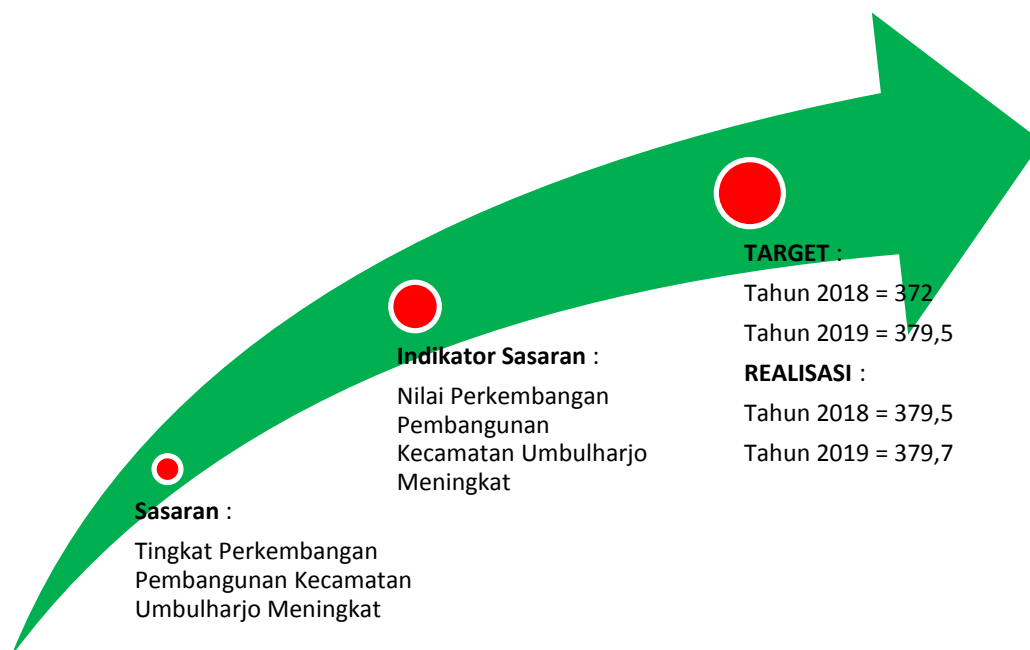 Sasaran :
Tingkat Perkembangan
Pembangunan Kecamatan
Umbulharjo Meningkat
Indikator Sasaran :
Nilai Perkembangan
Pembangunan
Kecamatan Umbulharjo
Meningkat
TARGET :
Tahun 2018 = 372
Tahun 2019 = 379,5
REALISASI :
Tahun 2018 = 379,5
Tahun 2019 = 379,7